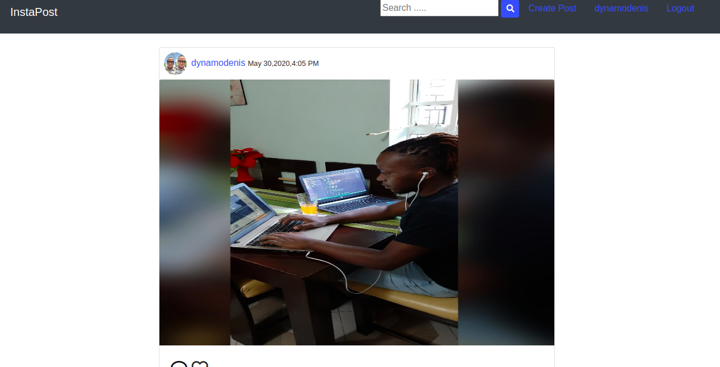 InstaPost
Search .....
Create Post
dynamodenis
Logout
dynamodenis May 30,2020,4:05 PM